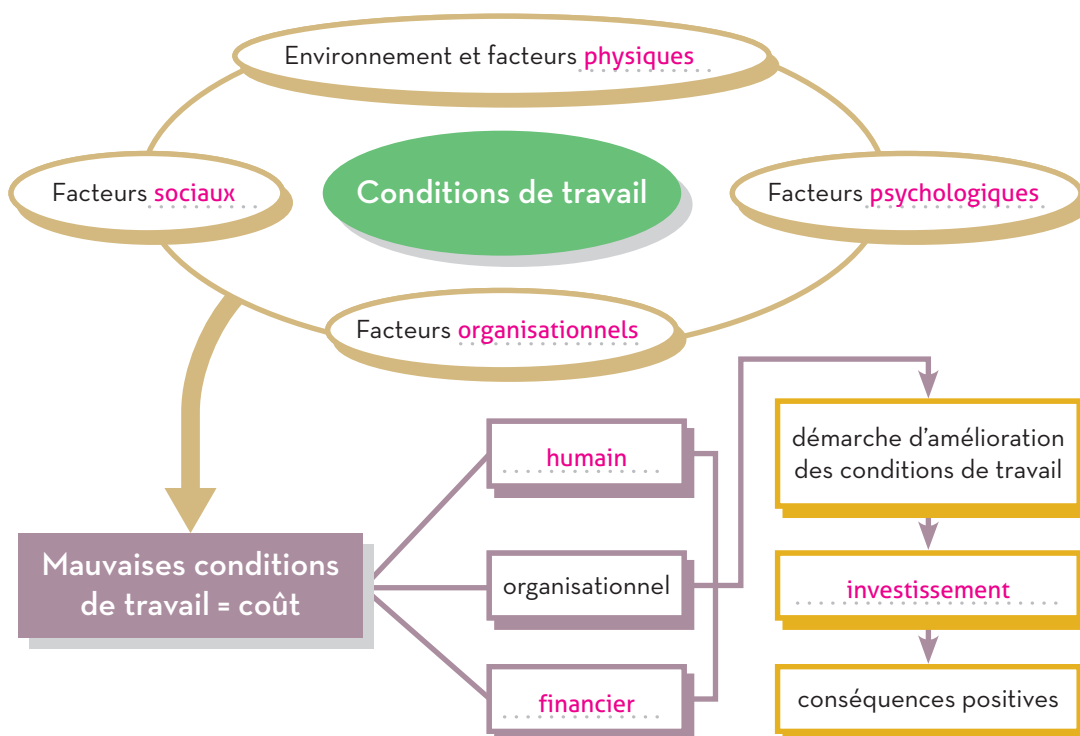 Environnement et facteurs physiques
Facteurs sociaux
Conditions de travail
Facteurs psychologiques
Facteurs organisationnels
Mauvaises conditions
de travail = coût
humain
organisationnel
financier
démarche d'amélioration
des conditions de travail
investissement
conséquences positives